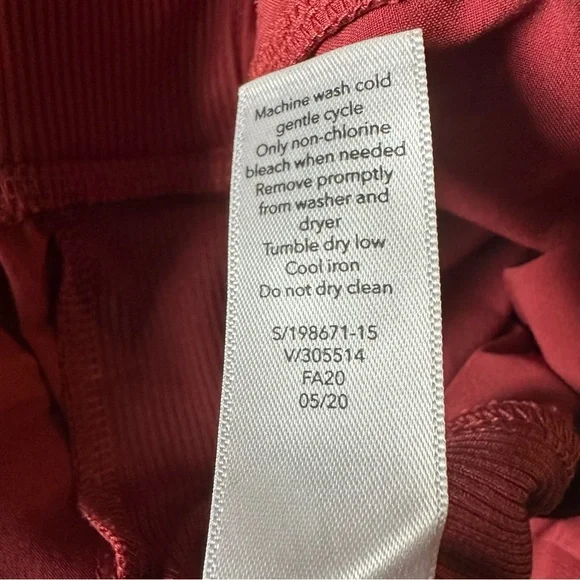 Machine wash cold
gentle cycle
Only non-chlorine
bleach when needed
Remove promptly
from washer and
dryer
Tumble dry low
Cool iron
Do not dry clean
S/198671-15
V/305514
FA20
05/20